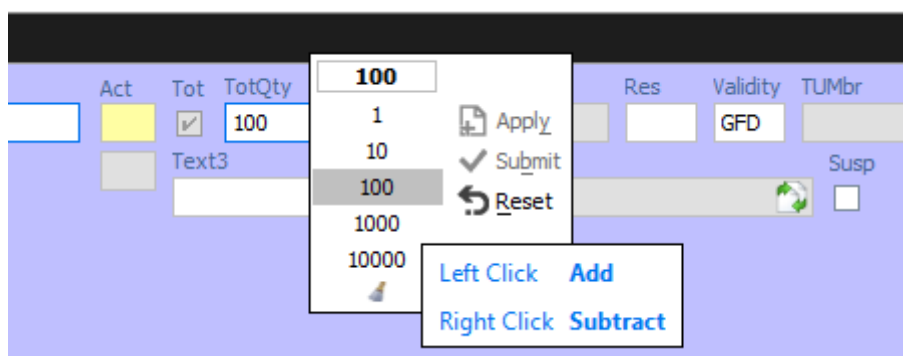 Act Tot TotQty Res Validity TUMbr
100 GFD
Text3 Susp
100
1
10
100
1000
10000
Apply
Submit
Reset
Left Click Add
Right Click Subtract